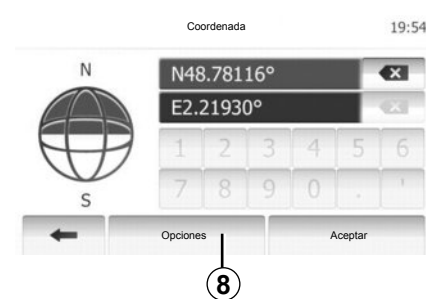 Coordenada 19:54
N N48.78116°
E2.21930°
1 2 3 4 5 6
7 8 9 0 . '
S
Opciones Aceptar
8